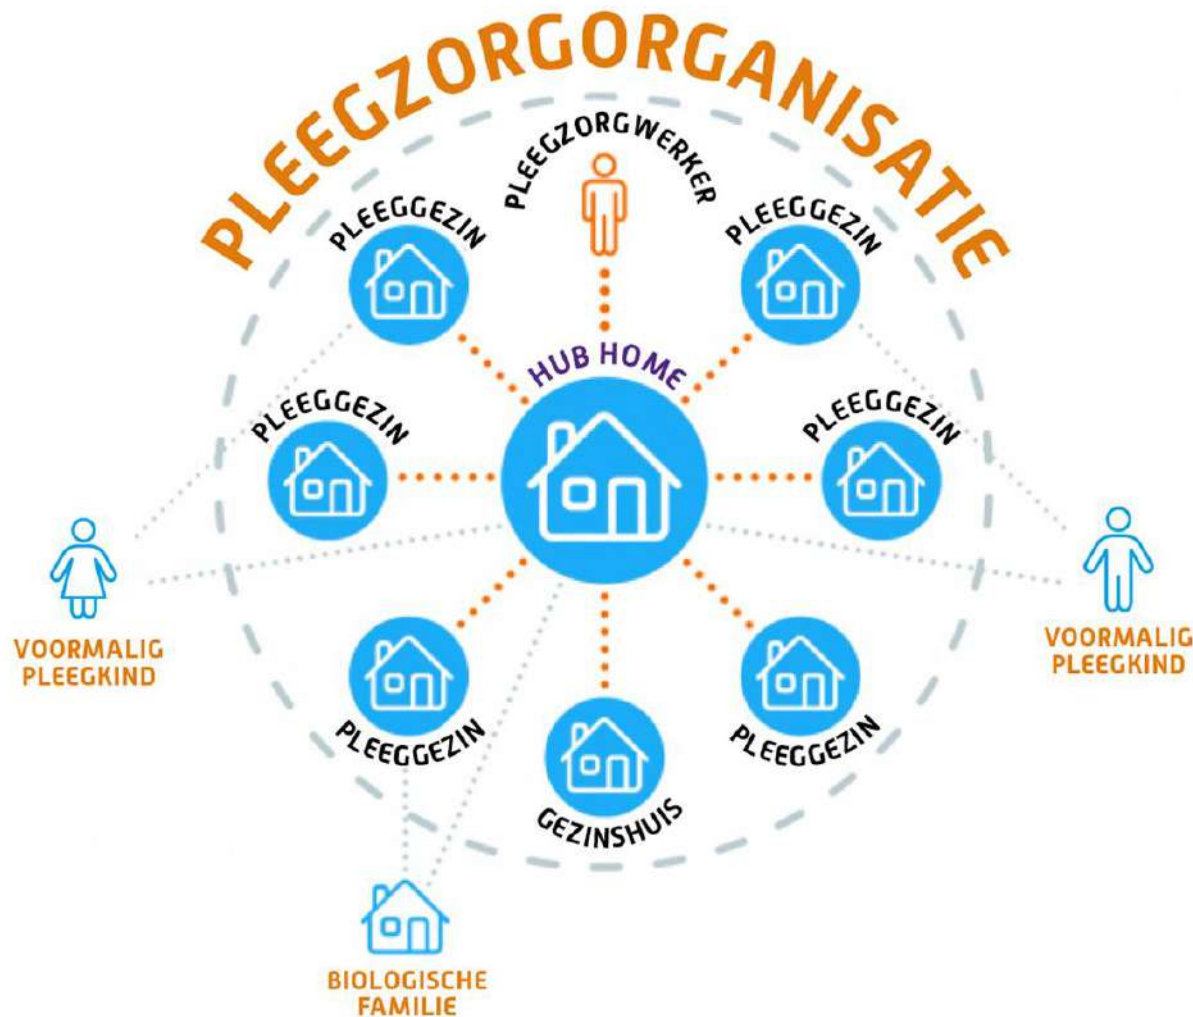 PLEEGZORGORGANISATIE
PLEEGZORGWERKER
PLEEGGEZIN
PLEEGGEZIN
HUB HOME
PLEEGGEZIN
PLEEGGEZIN
VOORMALIG
PLEEGKIND
VOORMALIG
PLEEGKIND
PLEEGGEZIN
PLEEGGEZIN
GEZINSHUIS
BIOLOGISCHE
FAMILIE